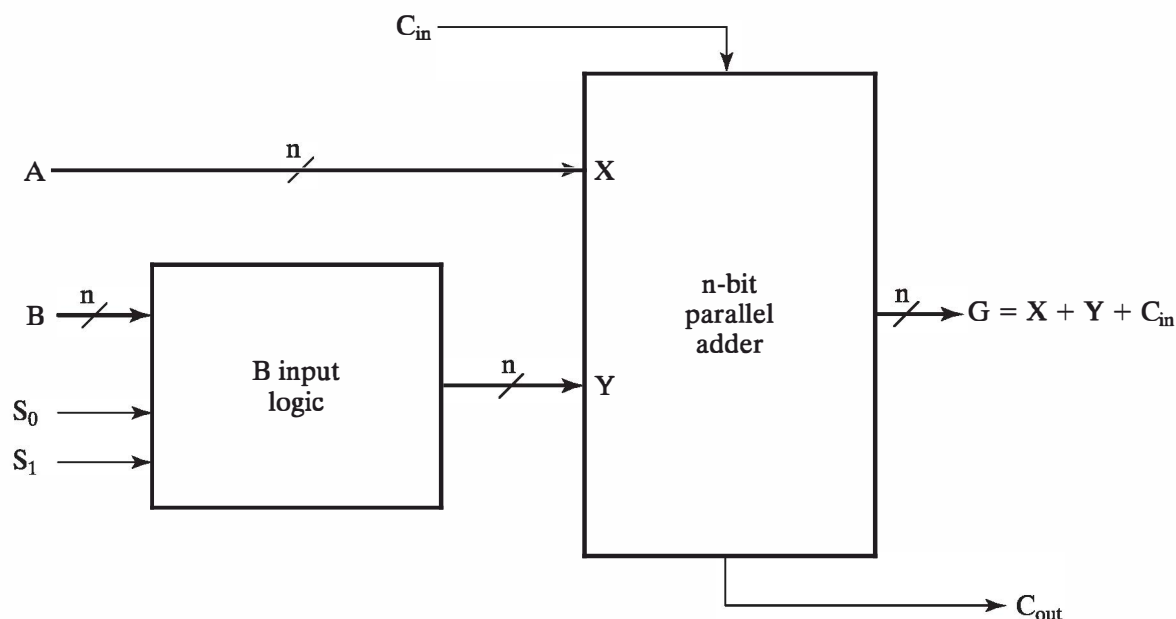 C_in
n
A
X
n
B
B input
logic
n
Y
S_0
S_1
n-bit
parallel
adder
n
G = X + Y + C_in
C_out